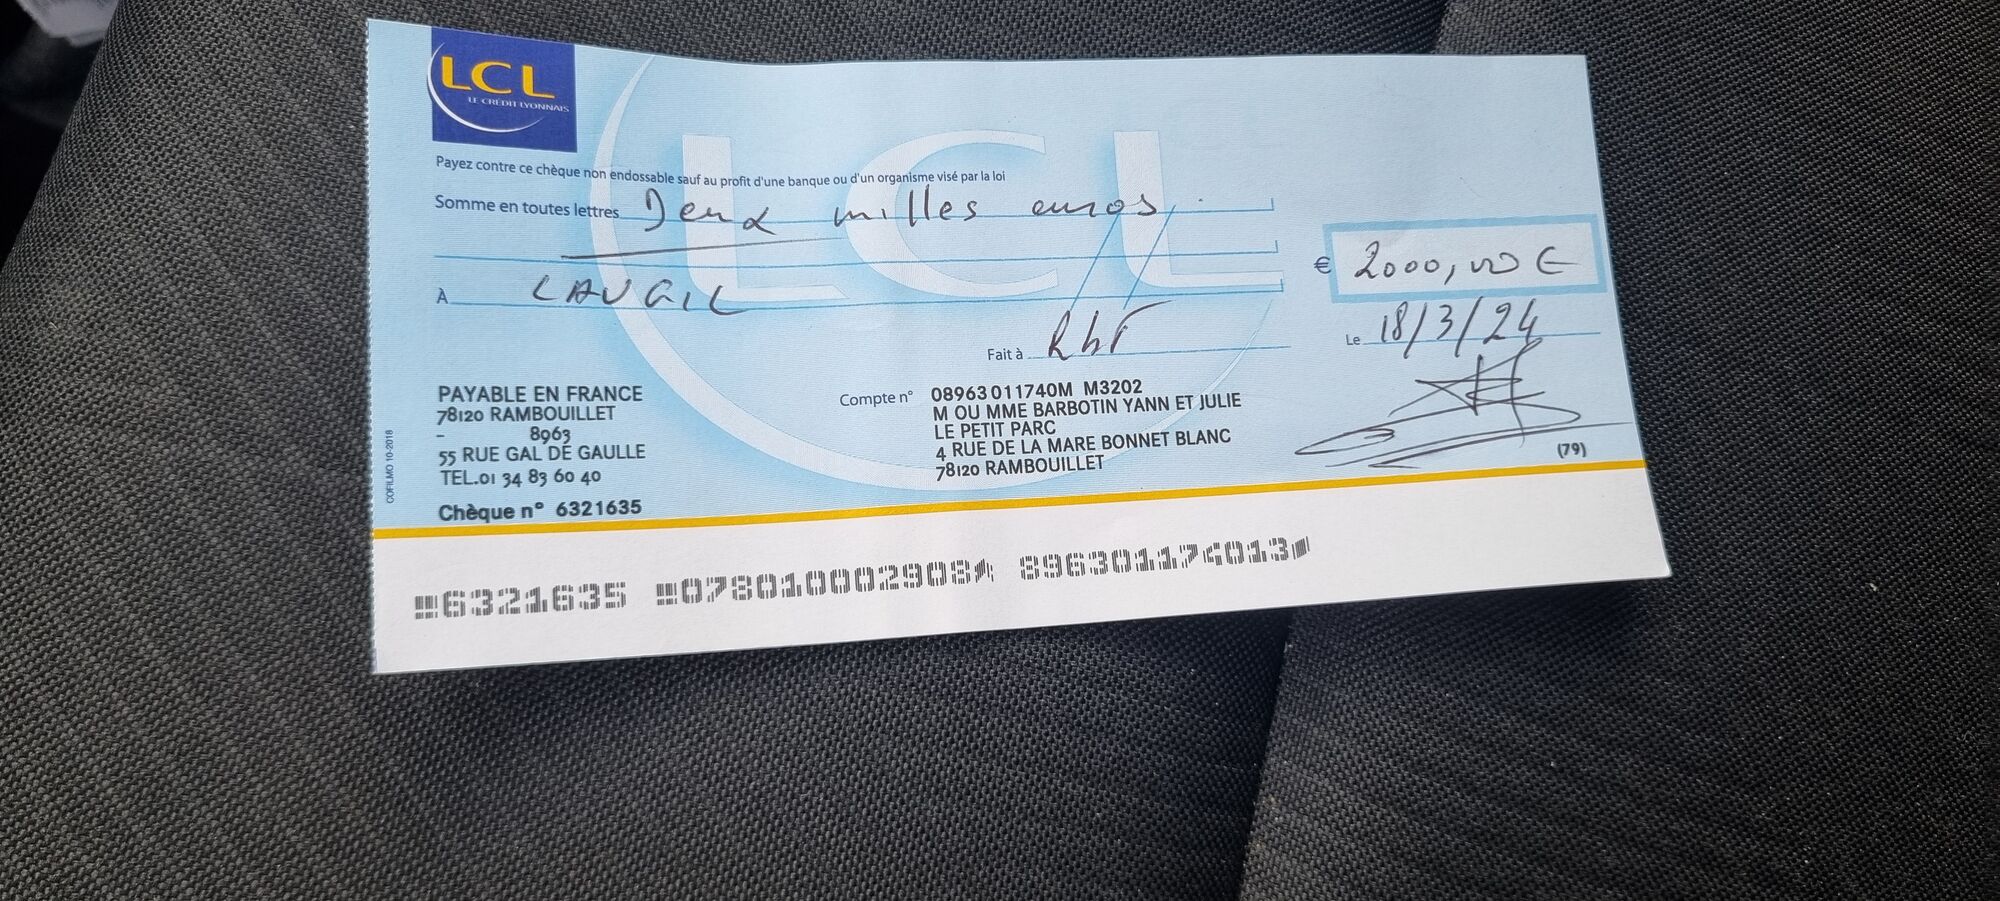 LCL
LE CRÉDIT LYONNAIS
LCL
Payez contre ce chèque non endossable sauf au profit d'une banque ou d'un organisme visé par la loi
Somme en toutes lettres Deux milles euros
€ 2000,00 €
À LAVGIL
Fait à RbT
Le 18/3/24
PAYABLE EN FRANCE
78120 RAMBOUILLET
- 8963
55 RUE GAL DE GAULLE
TEL.01 34 83 60 40
Chèque n° 6321635
COFILMO 10-2018
Compte n° 08963 011740M M3202
M OU MME BARBOTIN YANN ET JULIE
LE PETIT PARC
4 RUE DE LA MARE BONNET BLANC
78120 RAMBOUILLET
(79)
6321635 078010002908 896301174013